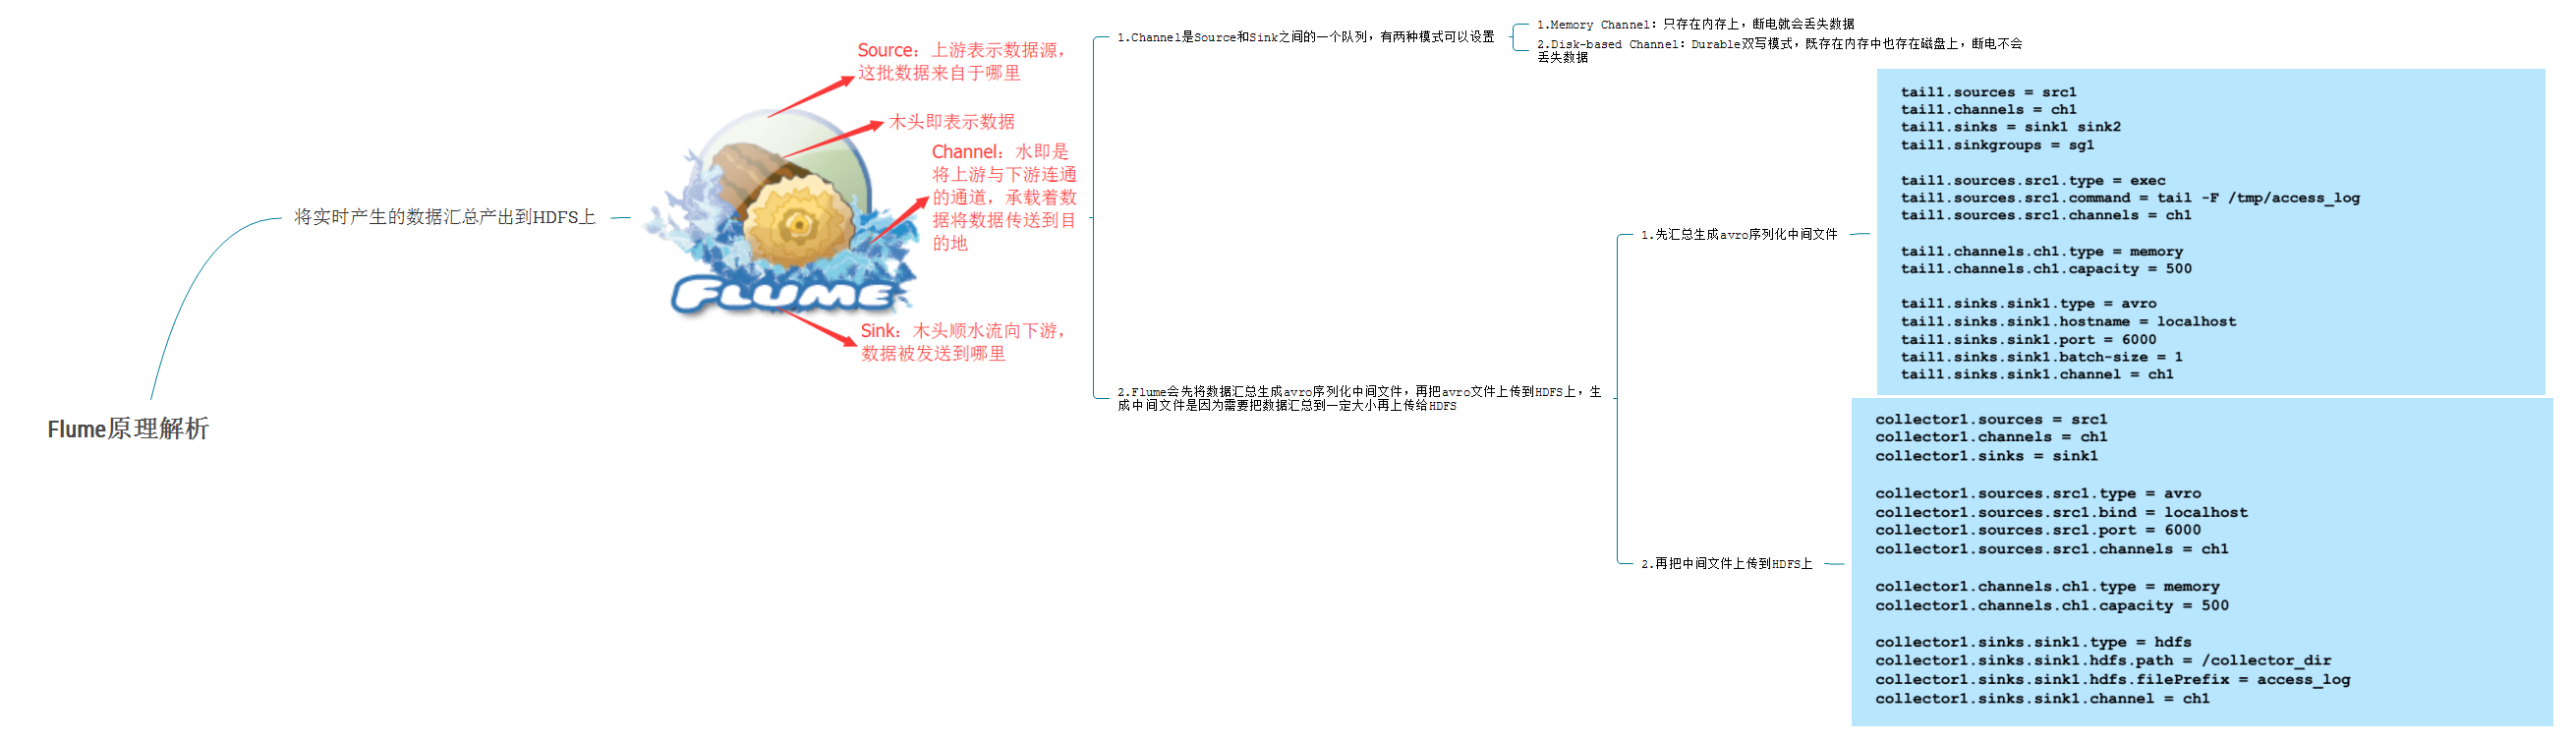 Flume原理解析
将实时产生的数据汇总产出到HDFS上
Source：上游表示数据源，
这批数据来自于哪里
木头即表示数据
Channel：水即是
将上游与下游连通
的通道，承载着数
据将数据传送到目
的地
FLUME
Sink：木头顺水流向下游，
数据被发送到哪里
1.Channel是Source和Sink之间的一个队列，有两种模式可以设置
1.Memory Channel：只存在内存上，断电就会丢失数据
2.Disk-based Channel：Durable双写模式，既存在内存中也存在磁盘上，断电不会
丢失数据
2.Flume会先将数据汇总生成avro序列化中间文件，再把avro文件上传到HDFS上，生
成中间文件是因为需要把数据汇总到一定大小再上传给HDFS
1.先汇总生成avro序列化中间文件
tail1.sources = src1
tail1.channels = ch1
tail1.sinks = sink1 sink2
tail1.sinkgroups = sg1
tail1.sources.src1.type = exec
tail1.sources.src1.command = tail -F /tmp/access_log
tail1.sources.src1.channels = ch1
tail1.channels.ch1.type = memory
tail1.channels.ch1.capacity = 500
tail1.sinks.sink1.type = avro
tail1.sinks.sink1.hostname = localhost
tail1.sinks.sink1.port = 6000
tail1.sinks.sink1.batch-size = 1
tail1.sinks.sink1.channel = ch1
2.再把中间文件上传到HDFS上
collector1.sources = src1
collector1.channels = ch1
collector1.sinks = sink1
collector1.sources.src1.type = avro
collector1.sources.src1.bind = localhost
collector1.sources.src1.port = 6000
collector1.sources.src1.channels = ch1
collector1.channels.ch1.type = memory
collector1.channels.ch1.capacity = 500
collector1.sinks.sink1.type = hdfs
collector1.sinks.sink1.hdfs.path = /collector_dir
collector1.sinks.sink1.hdfs.filePrefix = access_log
collector1.sinks.sink1.channel = ch1